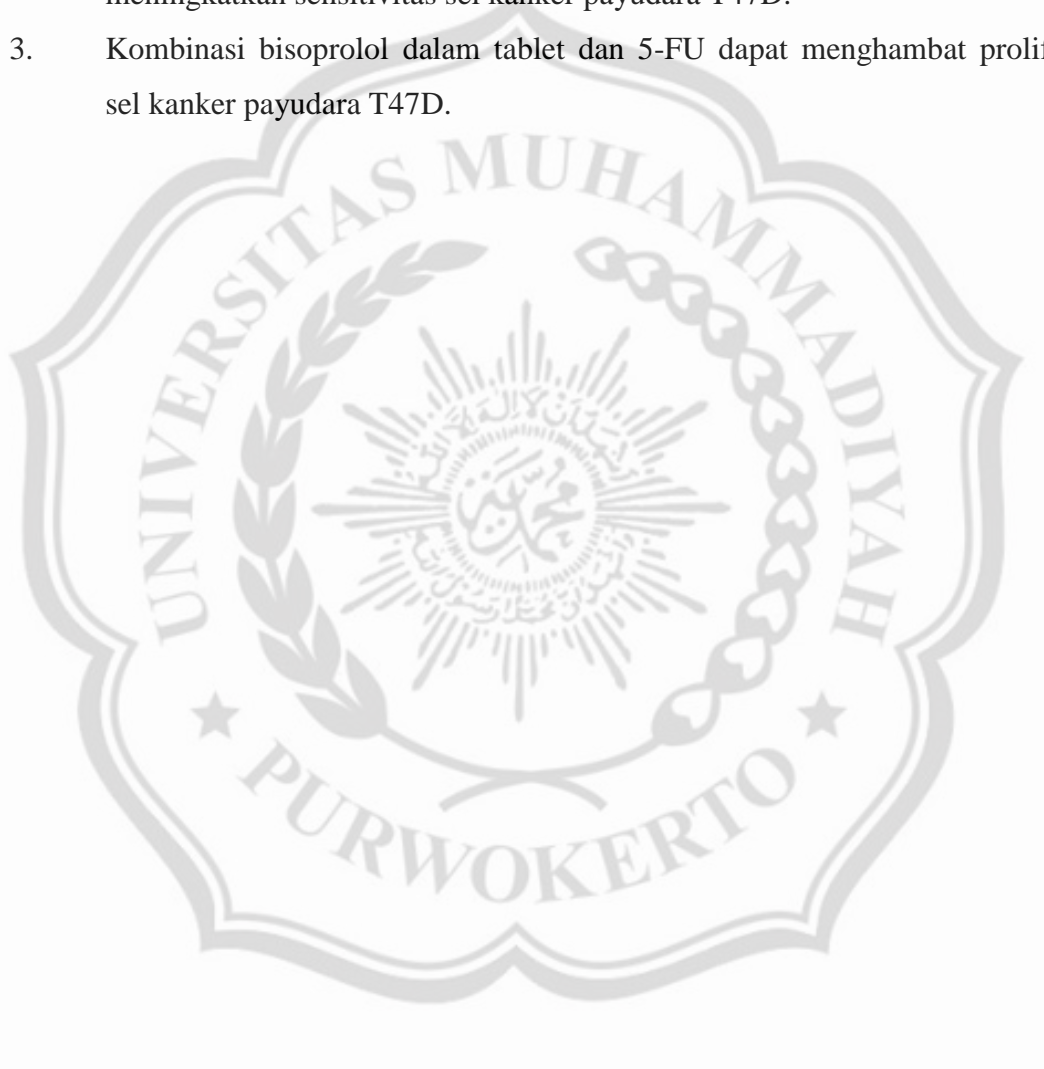 meningkatkan sensitivitas sel kanker payudara T47D.
3. Kombinasi bisoprolol dalam tablet dan 5-FU dapat menghambat prolif
sel kanker payudara T47D.
UNIVERSITAS MUHAMMADIYAH
PURWOKERTO